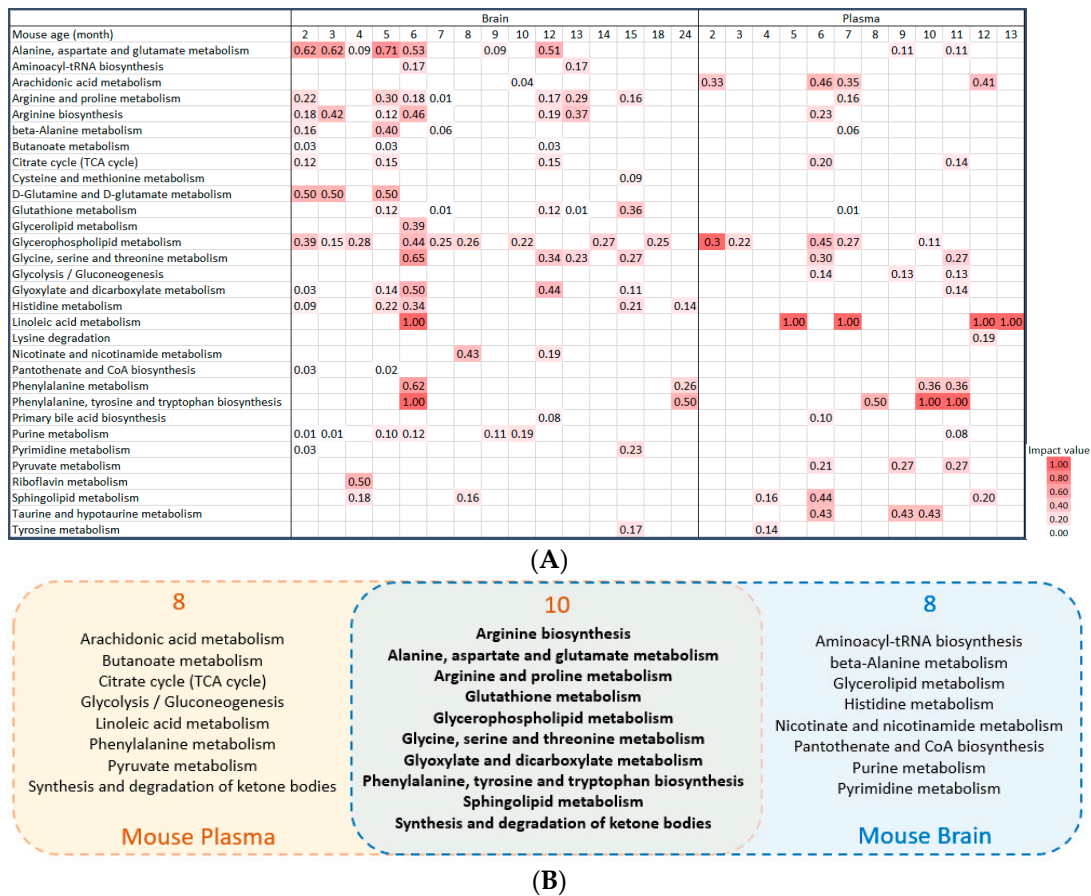 Brain Plasma
Mouse age (month) 2 3 4 5 6 7 8 9 10 12 13 14 15 18 24 2 3 4 5 6 7 8 9 10 11 12 13
Alanine, aspartate and glutamate metabolism 0.62 0.62 0.09 0.71 0.53 0.09 0.51 0.11 0.11
Aminoacyl-tRNA biosynthesis 0.17 0.17
Arachidonic acid metabolism 0.04 0.33 0.46 0.35 0.41
Arginine and proline metabolism 0.22 0.30 0.18 0.01 0.17 0.29 0.16 0.16
Arginine biosynthesis 0.18 0.42 0.12 0.46 0.19 0.37 0.23
beta-Alanine metabolism 0.16 0.40 0.06 0.06
Butanoate metabolism 0.03 0.03 0.03
Citrate cycle (TCA cycle) 0.12 0.15 0.15 0.20 0.14
Cysteine and methionine metabolism 0.09
D-Glutamine and D-glutamate metabolism 0.50 0.50 0.50
Glutathione metabolism 0.12 0.01 0.12 0.01 0.36 0.01
Glycerolipid metabolism 0.39
Glycerophospholipid metabolism 0.39 0.15 0.28 0.44 0.25 0.26 0.22 0.27 0.25 0.3 0.22 0.45 0.27 0.11
Glycine, serine and threonine metabolism 0.65 0.34 0.23 0.27 0.30 0.27
Glycolysis / Gluconeogenesis 0.14 0.13 0.13
Glyoxylate and dicarboxylate metabolism 0.03 0.14 0.50 0.44 0.11 0.14
Histidine metabolism 0.09 0.22 0.34 0.21 0.14
Linoleic acid metabolism 1.00 1.00 1.00 1.00 1.00
Lysine degradation 0.19
Nicotinate and nicotinamide metabolism 0.43 0.19
Pantothenate and CoA biosynthesis 0.03 0.02
Phenylalanine metabolism 0.62 0.26 0.36 0.36
Phenylalanine, tyrosine and tryptophan biosynthesis 1.00 0.50 0.50 1.00 1.00
Primary bile acid biosynthesis 0.08 0.10
Purine metabolism 0.01 0.01 0.10 0.12 0.11 0.19 0.08
Pyrimidine metabolism 0.03 0.23
Pyruvate metabolism 0.21 0.27 0.27
Riboflavin metabolism 0.50
Sphingolipid metabolism 0.18 0.16 0.16 0.44 0.20
Taurine and hypotaurine metabolism 0.43 0.43 0.43
Tyrosine metabolism 0.17 0.14
Impact value
1.00
0.80
0.60
0.40
0.20
0.00
(A)
8
Arachidonic acid metabolism
Butanoate metabolism
Citrate cycle (TCA cycle)
Glycolysis / Gluconeogenesis
Linoleic acid metabolism
Phenylalanine metabolism
Pyruvate metabolism
Synthesis and degradation of ketone bodies
Mouse Plasma
10
Arginine biosynthesis
Alanine, aspartate and glutamate metabolism
Arginine and proline metabolism
Glutathione metabolism
Glycerophospholipid metabolism
Glycine, serine and threonine metabolism
Glyoxylate and dicarboxylate metabolism
Phenylalanine, tyrosine and tryptophan biosynthesis
Sphingolipid metabolism
Synthesis and degradation of ketone bodies
8
Aminoacyl-tRNA biosynthesis
beta-Alanine metabolism
Glycerolipid metabolism
Histidine metabolism
Nicotinate and nicotinamide metabolism
Pantothenate and CoA biosynthesis
Purine metabolism
Pyrimidine metabolism
Mouse Brain
(B)